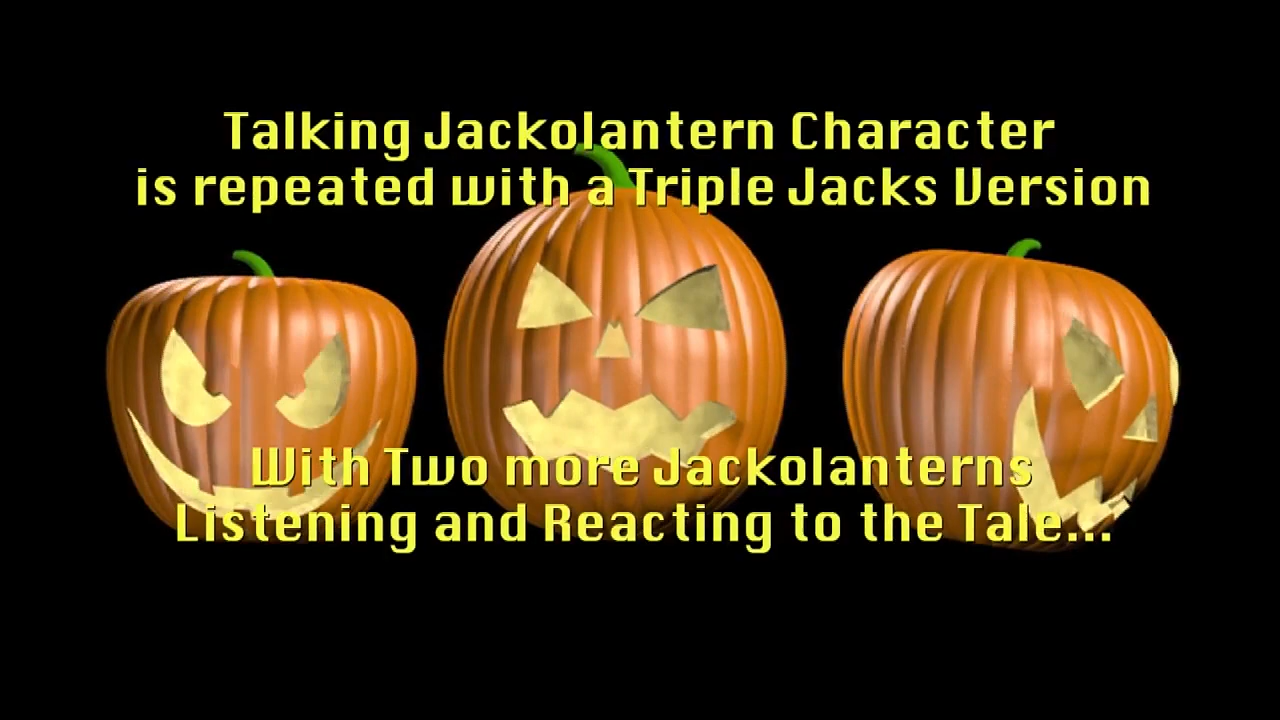 Talking Jackolantern Character
is repeated with a Triple Jacks Version
With Two more Jackolanterns
Listening and Reacting to the Tale...